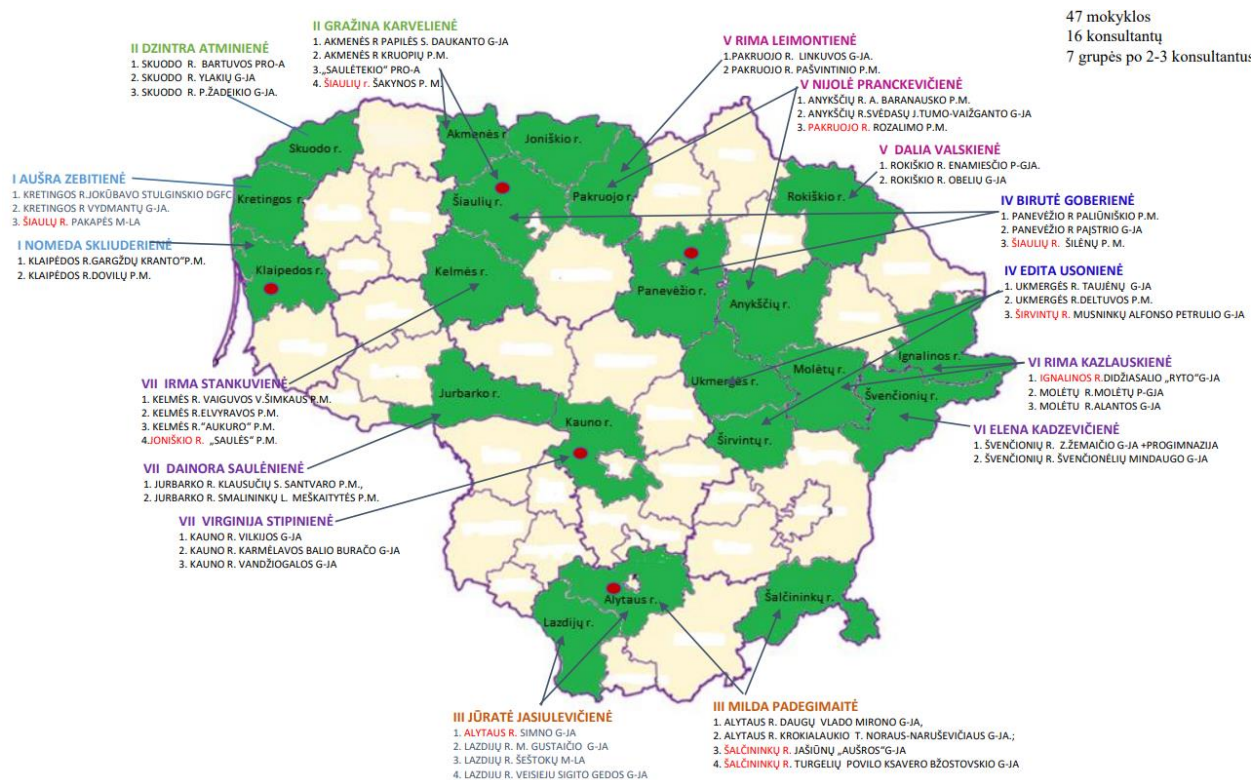 47 mokyklos
16 konsultantų
7 grupės po 2-3 konsultantus
II GRAŽINA KARVELIENĖ
1. AKMENĖS R PAPILĖS S. DAUKANTO G-JA
2. AKMENĖS R KRUOPIŲ P.M.
3.„SAULĖTEKIO" PRO-A
4. ŠIAULIŲ r. ŠAKYNOS P. M.
II DZINTRA ATMINIENĖ
1. SKUODO R. BARTUVOS PRO-A
2. SKUODO R. YLAKIŲ G-JA
3. SKUODO R. P.ŽADEIKIO G-JA.
V RIMA LEIMONTIENĖ
1.PAKRUOJO R. LINKUVOS G-JA.
2 PAKRUOJO R. PAŠVINTINIO P.M.
V NIJOLĖ PRANCKEVIČIENĖ
1. ANYKŠČIŲ R. A. BARANAUSKO P.M.
2. ANYKŠČIŲ R.SVĖDASŲ J.TUMO-VAIŽGANTO G-JA
3. PAKRUOJO R. ROZALIMO P.M.
V DALIA VALSKIENĖ
1. ROKIŠKIO R. ENAMIESČIO P-GJA.
2. ROKIŠKIO R. OBELIŲ G-JA
I AUŠRA ZEBITIENĖ
1. KRETINGOS R.JOKŪBAVO STULGINSKIO DGFC
2. KRETINGOS R VYDMANTŲ G-JA.
3. ŠIAULŲ R. PAKAPĖS M-LA
I NOMEDA SKLIUDERIENĖ
1. KLAIPĖDOS R.GARGŽDŲ KRANTO"P.M.
2. KLAIPĖDOS R.DOVILŲ P.M.
IV BIRUTĖ GOBERIENĖ
1. PANEVĖŽIO R PALIŪNIŠKIO P.M.
2. PANEVĖŽIO R PAĮSTRIO G-JA
3. ŠIAULIŲ R. ŠILĖNŲ P. M.
IV EDITA USONIENĖ
1. UKMERGĖS R. TAUJĖNŲ G-JA
2. UKMERGĖS R.DELTUVOS P.M.
3. ŠIRVINTŲ R. MUSNINKŲ ALFONSO PETRULIO G-JA
VI RIMA KAZLAUSKIENĖ
1. IGNALINOS R.DIDŽIASALIO „RYTO"G-JA
2. MOLĖTŲ R.MOLĖTŲ P-GJA
3. MOLĖTU R.ALANTOS G-JA
VI ELENA KADZEVIČIENĖ
1. ŠVENČIONIŲ R. Z.ŽEMAIČIO G-JA +PROGIMNAZIJA
2. ŠVENČIONIŲ R. ŠVENČIONĖLIŲ MINDAUGO G-JA
VII IRMA STANKUVIENĖ
1. KELMĖS R. VAIGUVOS V.ŠIMKAUS P.M.
2. KELMĖS R.ELVYRAVOS P.M.
3. KELMĖS R."AUKURO" P.M.
4.JONIŠKIO R. „SAULĖS" P.M.
VII DAINORA SAULĖNIENĖ
1. JURBARKO R. KLAUSUČIŲ S. SANTVARO P.M.,
2. JURBARKO R. SMALININKŲ L. MEŠKAITYTĖS P.M.
VII VIRGINIJA STIPINIENĖ
1. KAUNO R. VILKIJOS G-JA
2. KAUNO R. KARMĖLAVOS BALIO BURAČO G-JA
3. KAUNO R. VANDŽIOGALOS G-JA
Skuodo r.
Akmenės r.
Joniškio r.
Kretingos r.
Šiaulių r.
Pakruojo r.
Rokiškio r.
Klaipedos r.
Kelmės r.
Panevėžio r.
Anykščių r.
Ignalinos r.
Ukmergės r.
Molėtų r.
Švenčionių r.
Jurbarko r.
Kauno r.
Širvintų r.
Alytaus r.
Šalčininkų r.
Lazdijų r.
III JŪRATĖ JASIULEVIČIENĖ
1. ALYTAUS R. SIMNO G-JA
2. LAZDIJŲ R. M. GUSTAIČIO G-JA
3. LAZDIJŲ R. ŠEŠTOKŲ M-LA
4. LAZDIJU R. VEISIEJU SIGITO GEDOS G-JA
III MILDA PADEGIMAITĖ
1. ALYTAUS R. DAUGŲ VLADO MIRONO G-JA,
2. ALYTAUS R. KROKIALAUKIO T. NORAUS-NARUŠEVIČIAUS G-JA.;
3. ŠALČININKŲ R. JAŠIŪNŲ „AUŠROS"G-JA
4. ŠALČININKŲ R. TURGELIŲ POVILO KSAVERO BŽOSTOVSKIO G-JA